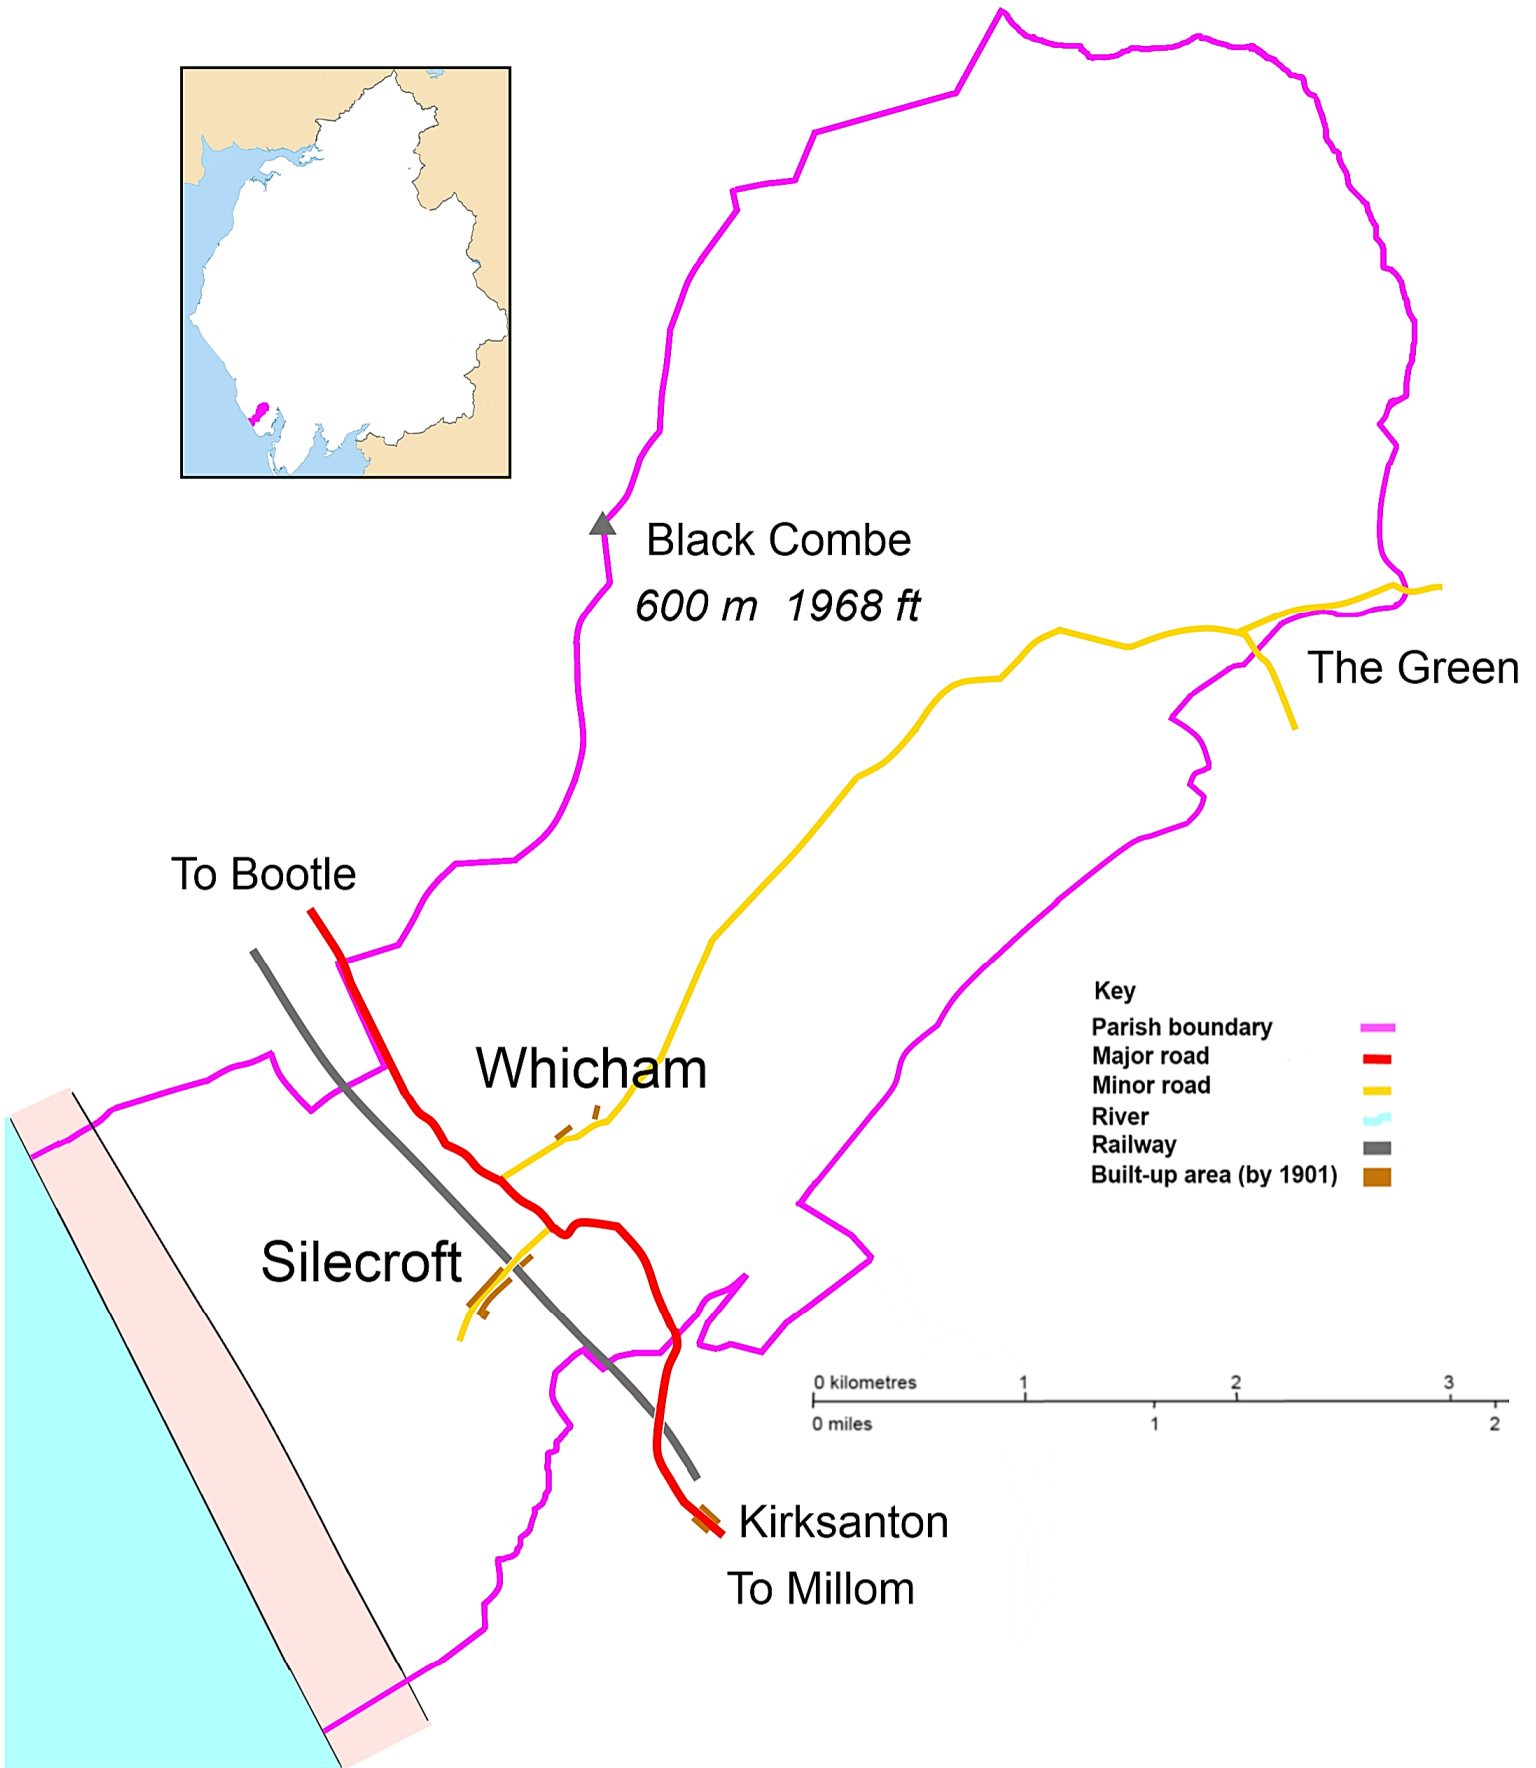 Black Combe
600 m 1968 ft
The Green
To Bootle
Whicham
Silecroft
Key
Parish boundary
Major road
Minor road
River
Railway
Built-up area (by 1901)
0 kilometres 1 2 3
0 miles 1 2
Kirksanton
To Millom